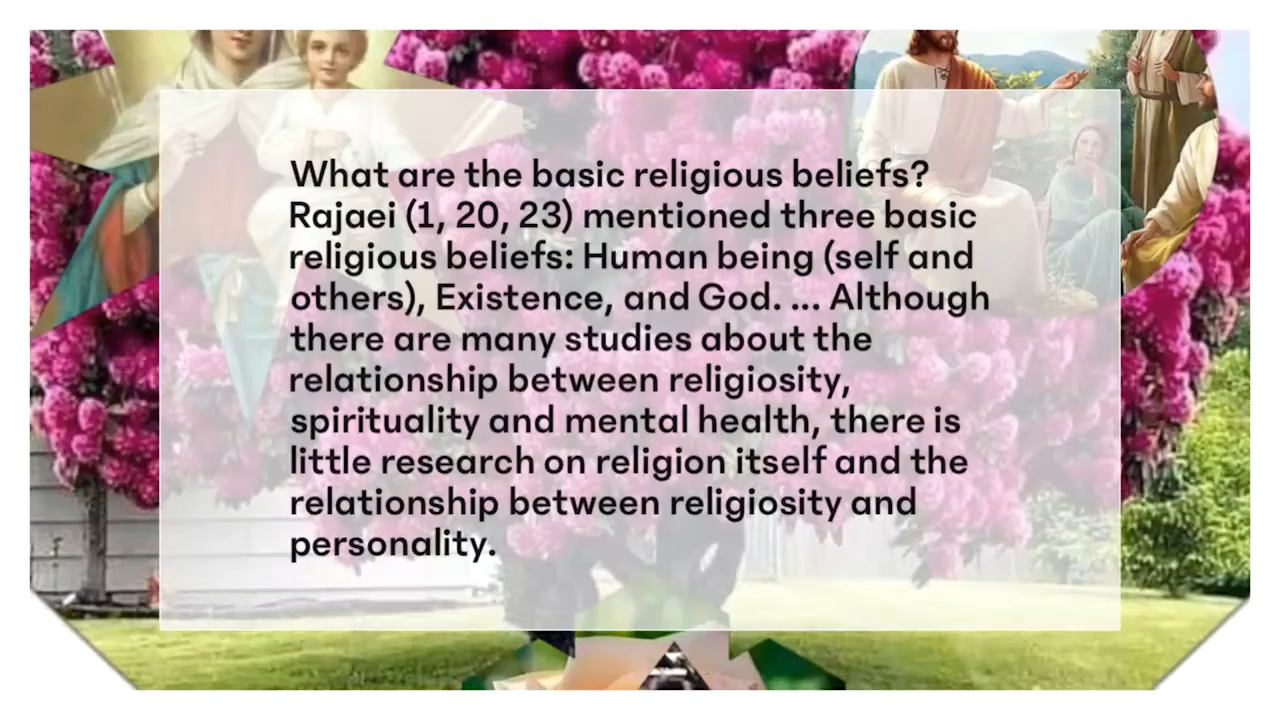 What are the basic religious beliefs?
Rajaei (1, 20, 23) mentioned three basic
religious beliefs: Human being (self and
others), Existence, and God. ... Although
there are many studies about the
relationship between religiosity,
spirituality and mental health, there is
little research on religion itself and the
relationship between religiosity and
personality.